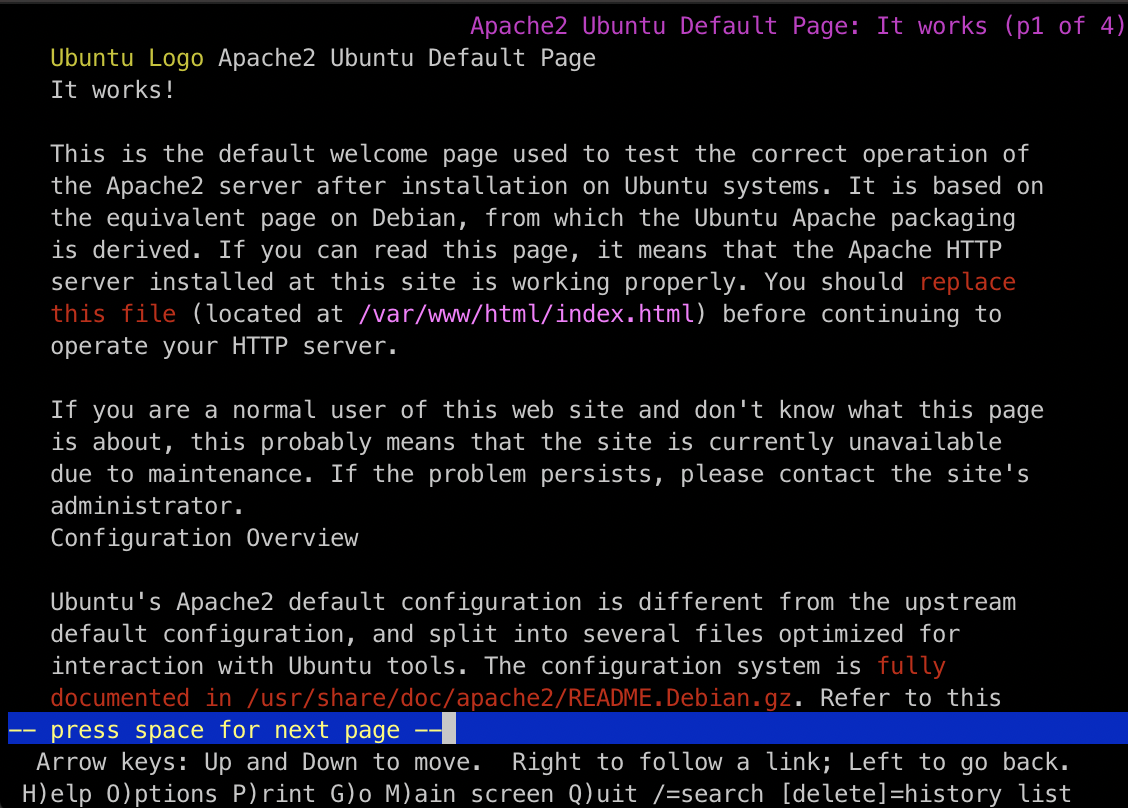 Apache2 Ubuntu Default Page: It works (p1 of 4)
Ubuntu Logo Apache2 Ubuntu Default Page
It works!
This is the default welcome page used to test the correct operation of
the Apache2 server after installation on Ubuntu systems. It is based on
the equivalent page on Debian, from which the Ubuntu Apache packaging
is derived. If you can read this page, it means that the Apache HTTP
server installed at this site is working properly. You should replace
this file (located at /var/www/html/index.html) before continuing to
operate your HTTP server.
If you are a normal user of this web site and don't know what this page
is about, this probably means that the site is currently unavailable
due to maintenance. If the problem persists, please contact the site's
administrator.
Configuration Overview
Ubuntu's Apache2 default configuration is different from the upstream
default configuration, and split into several files optimized for
interaction with Ubuntu tools. The configuration system is fully
documented in /usr/share/doc/apache2/README.Debian.gz. Refer to this
-- press space for next page --
Arrow keys: Up and Down to move.  Right to follow a link; Left to go back.
H)elp O)ptions P)rint G)o M)ain screen Q)uit /=search [delete]=history list